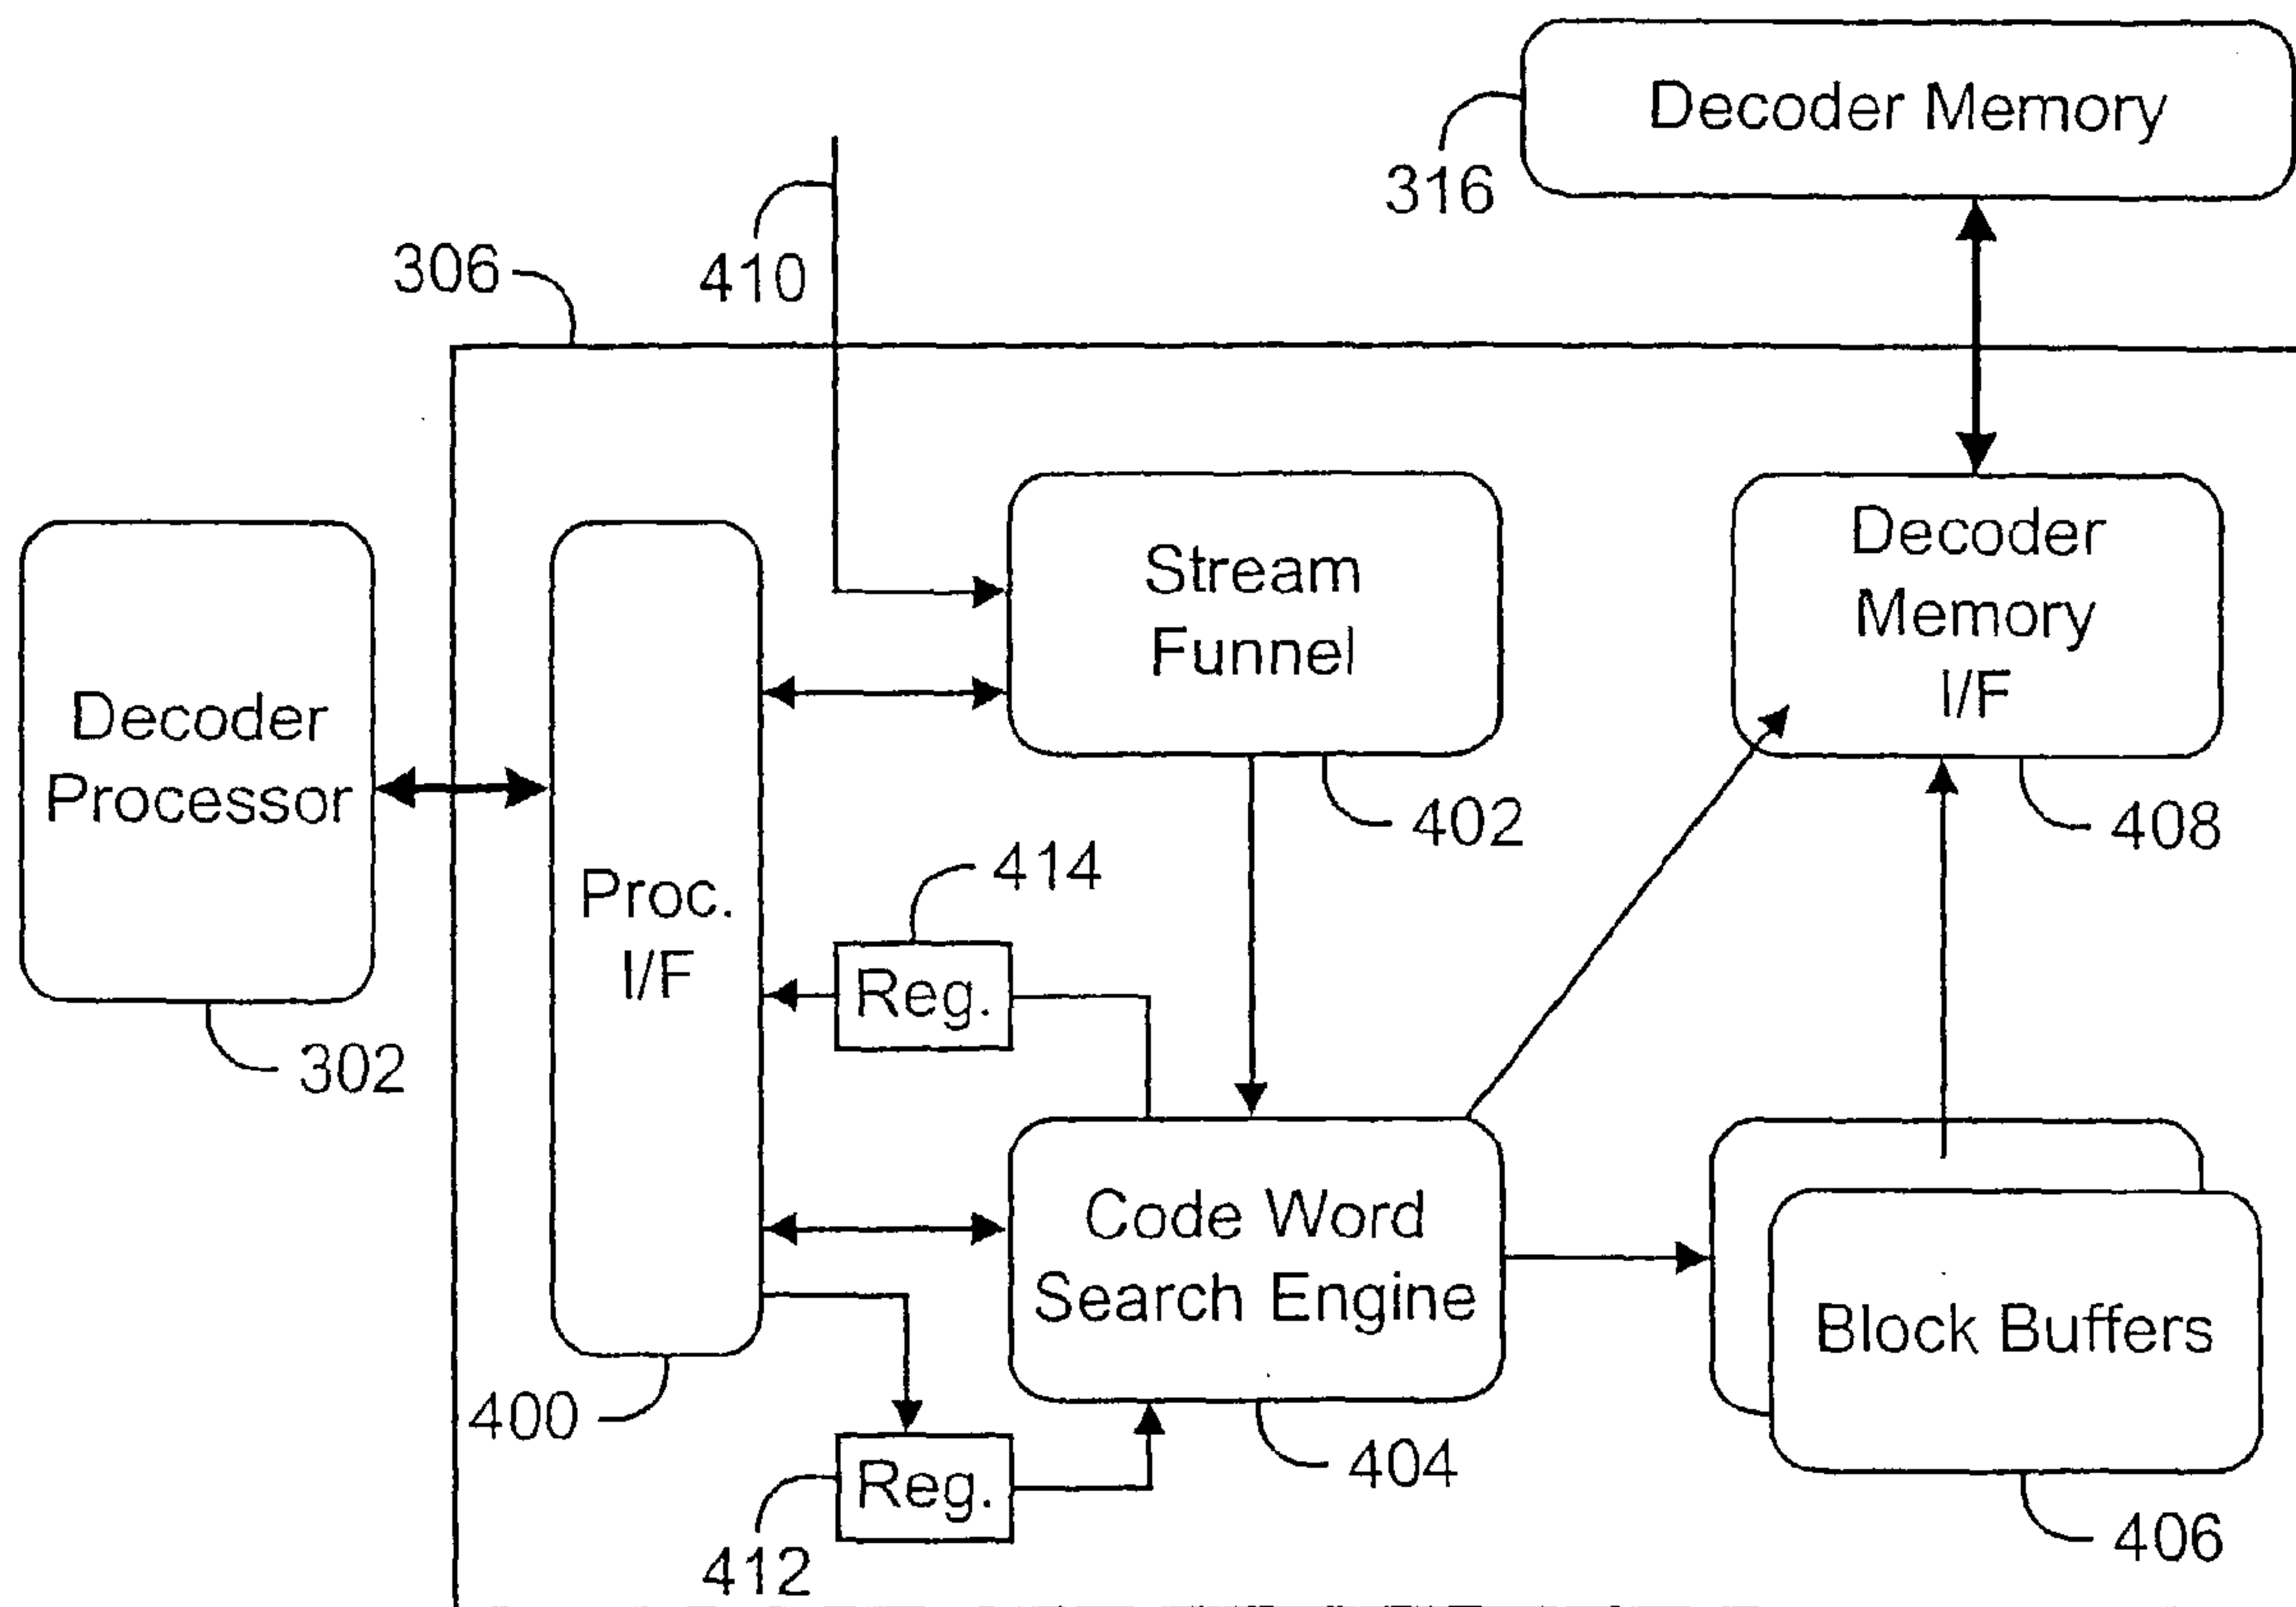 Decoder Memory
316
410
306
Decoder
Memory
I/F
408
Stream
Funnel
402
Decoder
Processor
302
Proc.
I/F
400
414
Reg.
Code Word
Search Engine
404
Block Buffers
406
Reg.
412